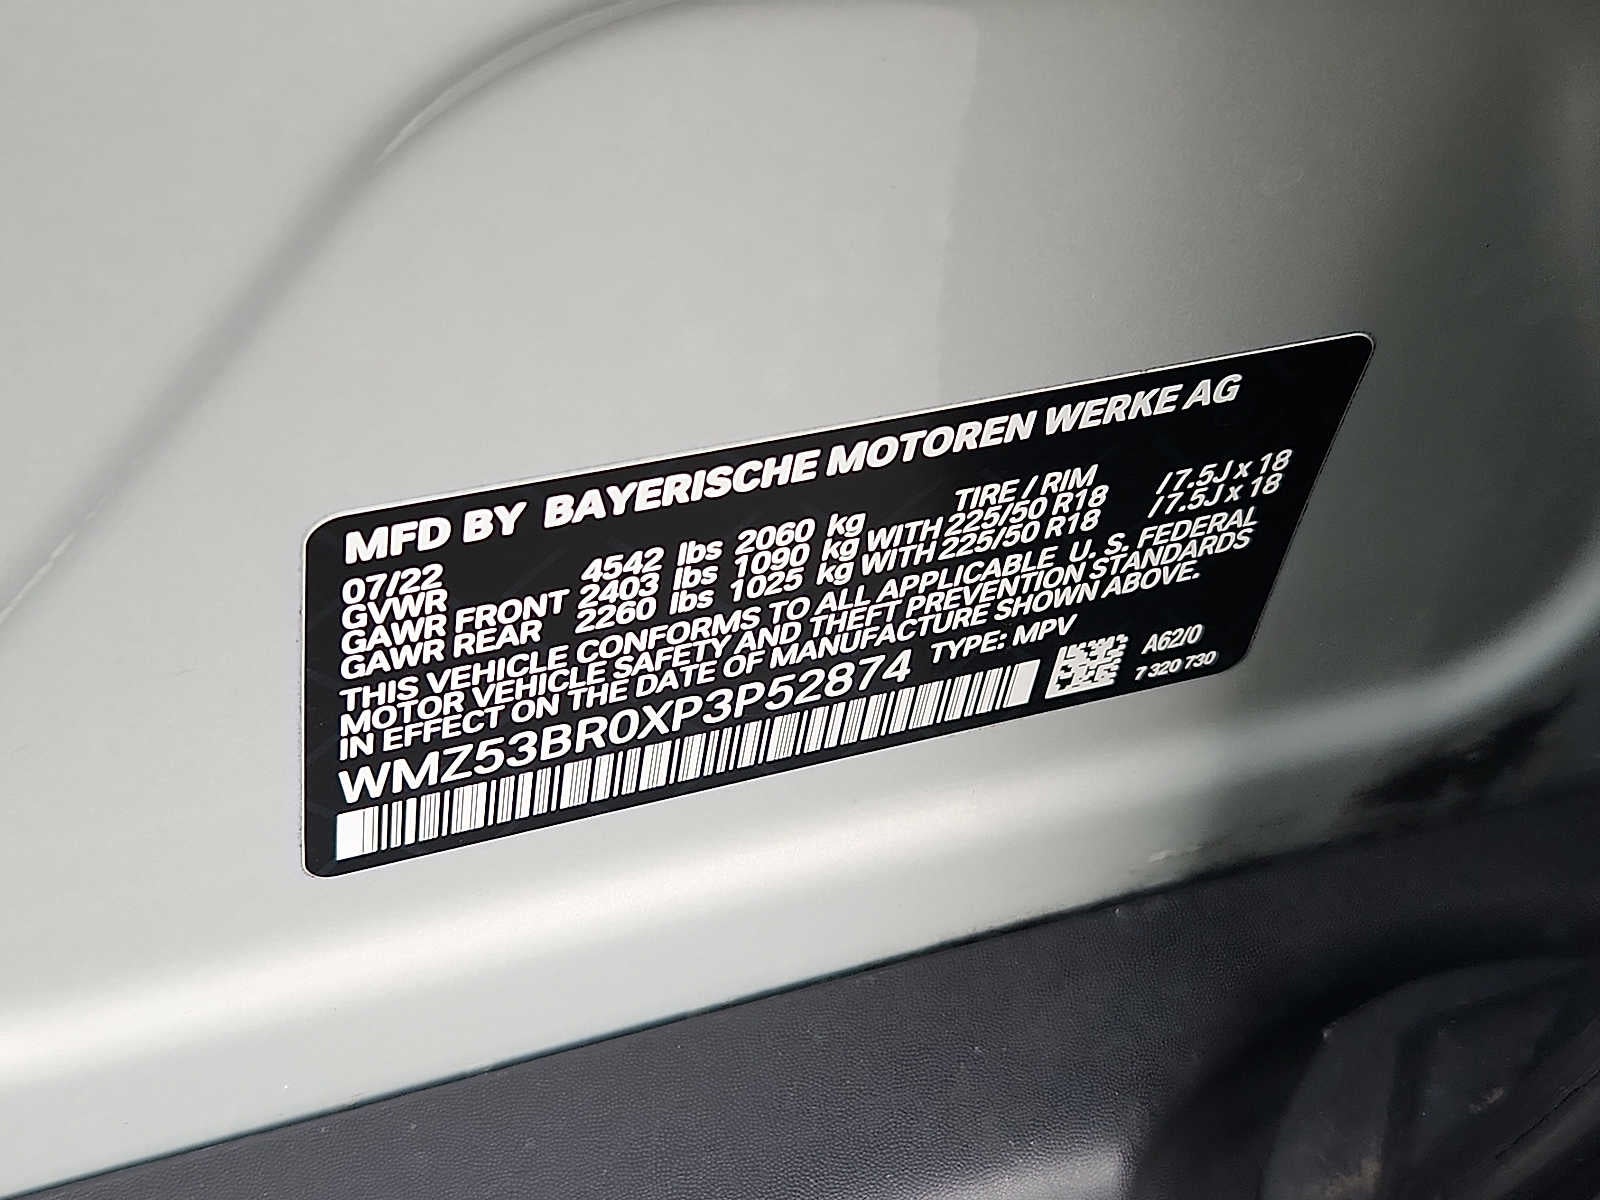 MFD BY BAYERISCHE MOTOREN WERKE AG
07/22 TIRE / RIM
GVWR 4542 lbs 2060 kg
GAWR FRONT 2403 lbs 1090 kg WITH 225/50 R18 / 7.5J x 18
GAWR REAR 2260 lbs 1025 kg WITH 225/50 R18 / 7.5J x 18
THIS VEHICLE CONFORMS TO ALL APPLICABLE U. S. FEDERAL
MOTOR VEHICLE SAFETY AND THEFT PREVENTION STANDARDS
IN EFFECT ON THE DATE OF MANUFACTURE SHOWN ABOVE.
WMZ53BR0XP3P52874 TYPE: MPV
A62/0
7 320 730